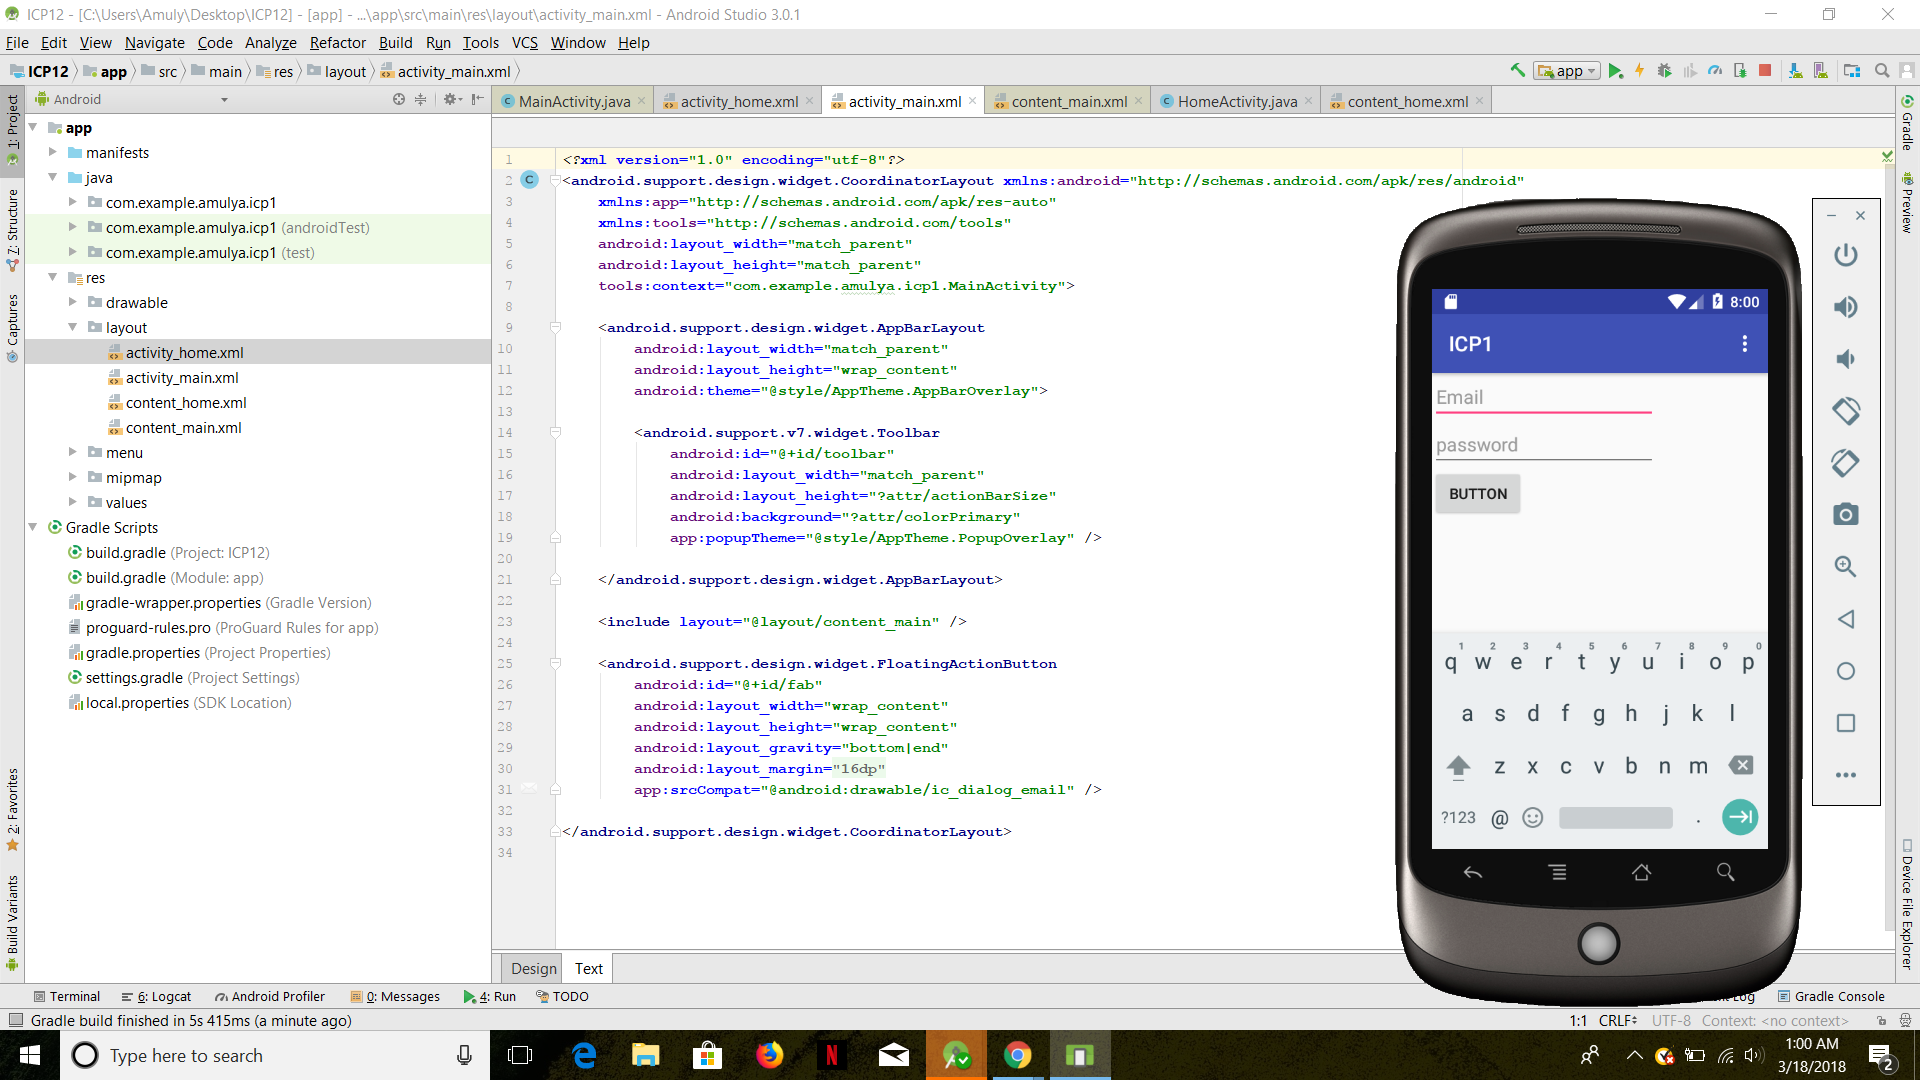 ICP12 - [C:\Users\Amuly\Desktop\ICP12] - [app] - ...\app\src\main\res\layout\activity_main.xml - Android Studio 3.0.1
File Edit View Navigate Code Analyze Refactor Build Run Tools VCS Window Help
ICP12 app src main res layout activity_main.xml
app
Android
MainActivity.java activity_home.xml activity_main.xml content_main.xml HomeActivity.java content_home.xml
1: Project
7: Structure
Captures
2: Favorites
Build Variants
app
manifests
java
com.example.amulya.icp1
com.example.amulya.icp1 (androidTest)
com.example.amulya.icp1 (test)
res
drawable
layout
activity_home.xml
activity_main.xml
content_home.xml
content_main.xml
menu
mipmap
values
Gradle Scripts
build.gradle (Project: ICP12)
build.gradle (Module: app)
gradle-wrapper.properties (Gradle Version)
proguard-rules.pro (ProGuard Rules for app)
gradle.properties (Project Properties)
settings.gradle (Project Settings)
local.properties (SDK Location)
1 <?xml version="1.0" encoding="utf-8"?>
2 C <android.support.design.widget.CoordinatorLayout xmlns:android="http://schemas.android.com/apk/res/android"
3 xmlns:app="http://schemas.android.com/apk/res-auto"
4 xmlns:tools="http://schemas.android.com/tools"
5 android:layout_width="match_parent"
6 android:layout_height="match_parent"
7 tools:context="com.example.amulya.icp1.MainActivity">
8
9 <android.support.design.widget.AppBarLayout
10 android:layout_width="match_parent"
11 android:layout_height="wrap_content"
12 android:theme="@style/AppTheme.AppBarOverlay">
13
14 <android.support.v7.widget.Toolbar
15 android:id="@+id/toolbar"
16 android:layout_width="match_parent"
17 android:layout_height="?attr/actionBarSize"
18 android:background="?attr/colorPrimary"
19 app:popupTheme="@style/AppTheme.PopupOverlay" />
20
21 </android.support.design.widget.AppBarLayout>
22
23 <include layout="@layout/content_main" />
24
25 <android.support.design.widget.FloatingActionButton
26 android:id="@+id/fab"
27 android:layout_width="wrap_content"
28 android:layout_height="wrap_content"
29 android:layout_gravity="bottom|end"
30 android:layout_margin="16dp"
31 app:srcCompat="@android:drawable/ic_dialog_email" />
32
33 </android.support.design.widget.CoordinatorLayout>
34
8:00
ICP1
Email
password
BUTTON
1 2 3 4 5 6 7 8 9 0
q w e r t y u i o p
a s d f g h j k l
z x c v b n m
?123 @ .
Gradle
Preview
Device File Explorer
Design Text
Terminal 6: Logcat Android Profiler 0: Messages 4: Run TODO
Log Gradle Console
Gradle build finished in 5s 415ms (a minute ago)
1:1 CRLF UTF-8 Context: <no context>
Type here to search
N
1:00 AM
3/18/2018
2